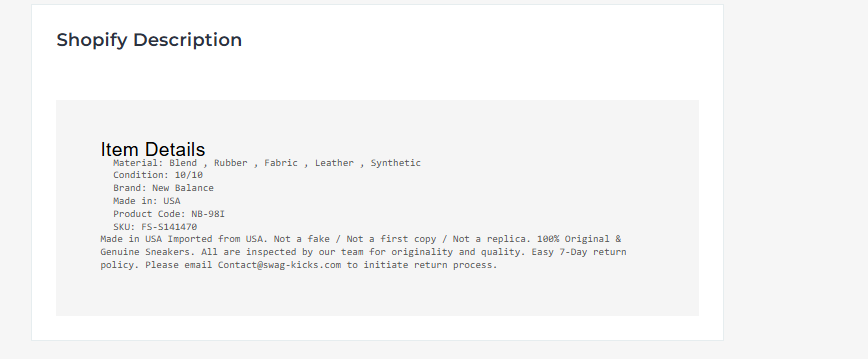 Shopify Description
Item Details
Material: Blend , Rubber , Fabric , Leather , Synthetic
Condition: 10/10
Brand: New Balance
Made in: USA
Product Code: NB-98I
SKU: FS-S141470
Made in USA Imported from USA. Not a fake / Not a first copy / Not a replica. 100% Original &
Genuine Sneakers. All are inspected by our team for originality and quality. Easy 7-Day return
policy. Please email Contact@swag-kicks.com to initiate return process.